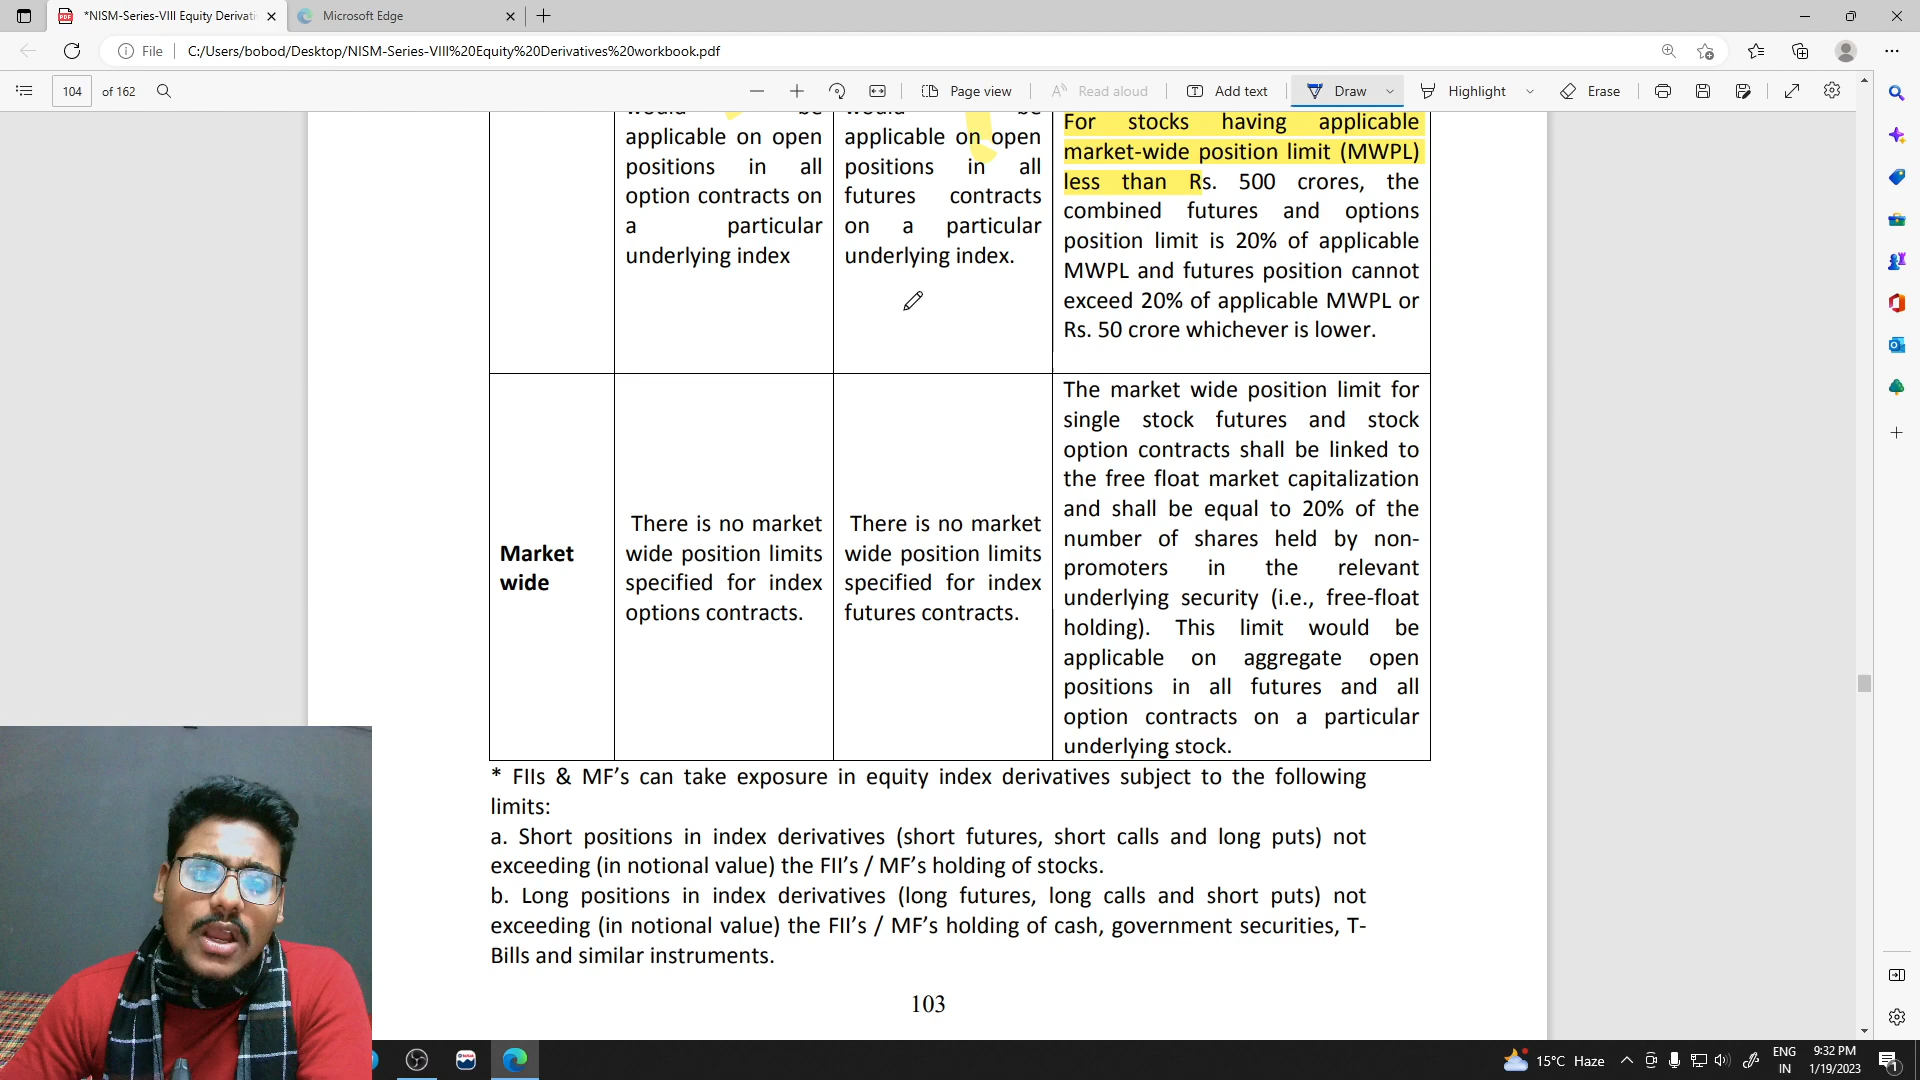 *NISM-Series-VIII Equity Derivati
Microsoft Edge
File
C:/Users/bobod/Desktop/NISM-Series-VIII%20Equity%20Derivatives%20workbook.pdf
104 of 162
Page view
Read aloud
Add text
Draw
Highlight
Erase
applicable on open
positions in all
option contracts on
a particular
underlying index
applicable on open
positions in all
futures contracts
on a particular
underlying index.
For stocks having applicable
market-wide position limit (MWPL)
less than Rs. 500 crores, the
combined futures and options
position limit is 20% of applicable
MWPL and futures position cannot
exceed 20% of applicable MWPL or
Rs. 50 crore whichever is lower.
Market
wide
There is no market
wide position limits
specified for index
options contracts.
There is no market
wide position limits
specified for index
futures contracts.
The market wide position limit for
single stock futures and stock
option contracts shall be linked to
the free float market capitalization
and shall be equal to 20% of the
number of shares held by non-
promoters in the relevant
underlying security (i.e., free-float
holding). This limit would be
applicable on aggregate open
positions in all futures and all
option contracts on a particular
underlying stock.
* FIIs & MF’s can take exposure in equity index derivatives subject to the following
limits:
a. Short positions in index derivatives (short futures, short calls and long puts) not
exceeding (in notional value) the FII’s / MF’s holding of stocks.
b. Long positions in index derivatives (long futures, long calls and short puts) not
exceeding (in notional value) the FII’s / MF’s holding of cash, government securities, T-
Bills and similar instruments.
103
15°C Haze
ENG
IN
9:32 PM
1/19/2023
1